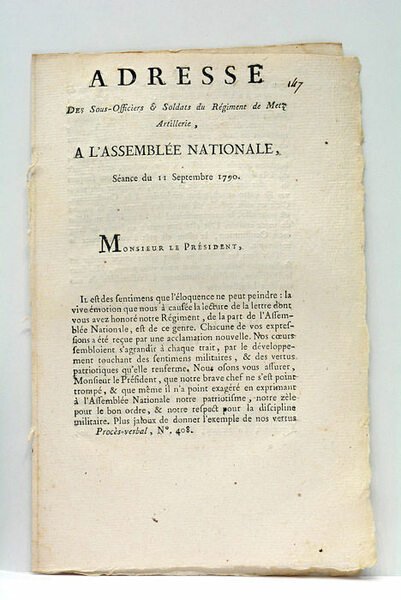 ADRESSE
147
DES Sous-Officiers & Soldats du Régiment de Metz
Artillerie,
A L'ASSEMBLÉE NATIONALE,
Séance du 11 Septembre 1790.
MONSIEUR LE PRÉSIDENT,
IL est des sentimens que l'éloquence ne peut peindre : la
vive émotion que nous a causée la lecture de la lettre dont
vous avez honoré notre Régiment, de la part de l'Assem-
blée Nationale, est de ce genre. Chacune de vos expres-
sions a été reçue par une acclamation nouvelle. Nos cœurs
sembloient s'agrandir à chaque trait, par le développe-
ment touchant des sentimens militaires, & des vertus
patriotiques qu'elle renferme. Nous osons vous assurer,
Monsieur le Président, que notre brave chef ne s'est point
trompé, & que même il n'a point exagéré en exprimant
à l'Assemblée Nationale notre patriotisme, notre zèle
pour le bon ordre, & notre respect pour la discipline
militaire. Plus jaloux de donner l'exemple de nos vertus
Procès-verbal, N°. 408.